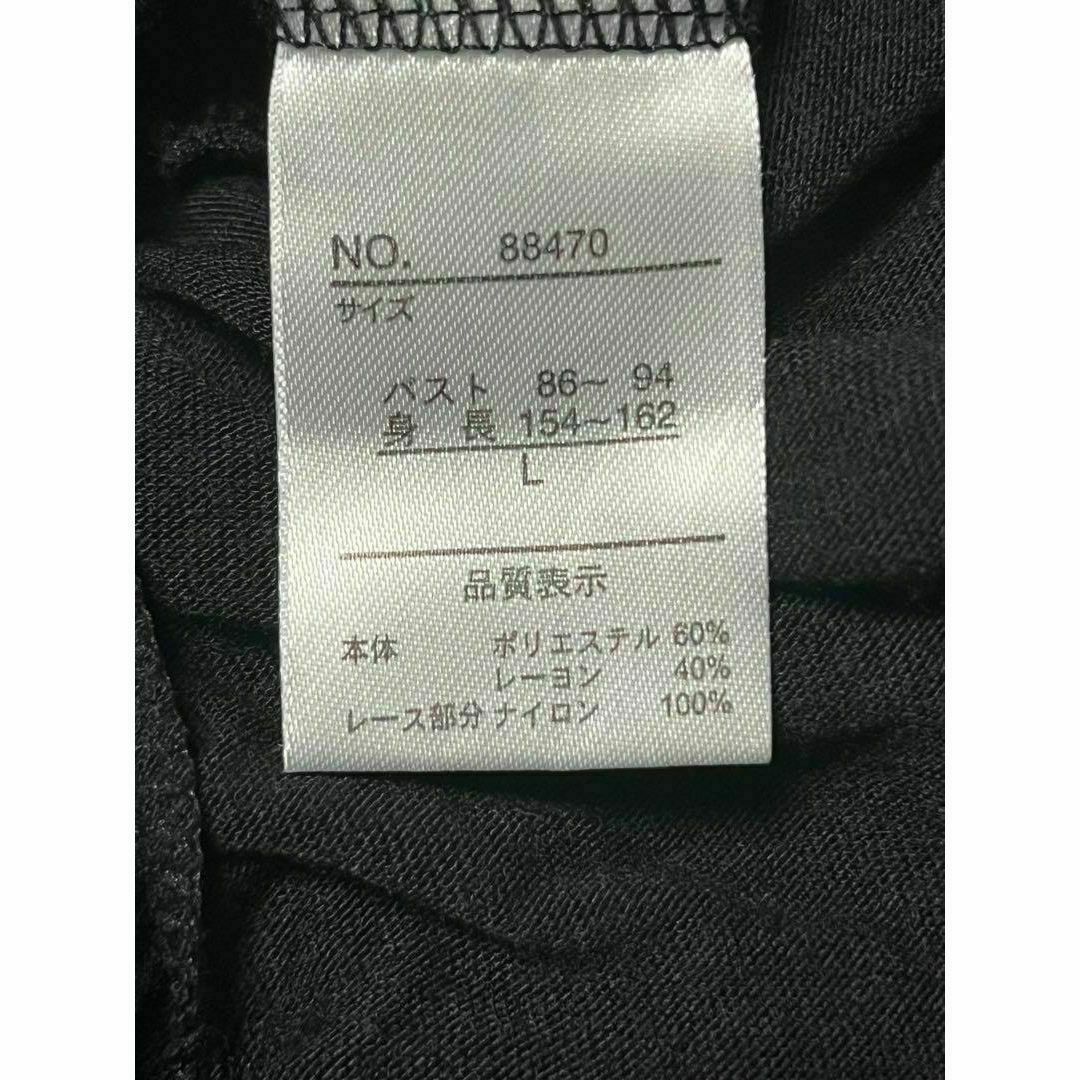 NO. 88470
サイズ
バスト 86~ 94
身 長 154~162
L
品質表示
本体 ポリエステル 60%
レーヨン 40%
レース部分 ナイロン 100%